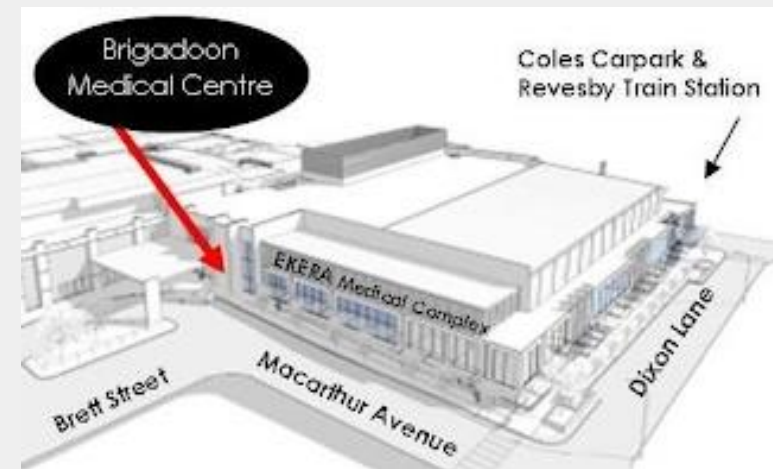 Brigadoon
Medical Centre
Coles Carpark &
Revesby Train Station
EKERA Medical Complex
Brett Street
Macarthur Avenue
Dixon Lane